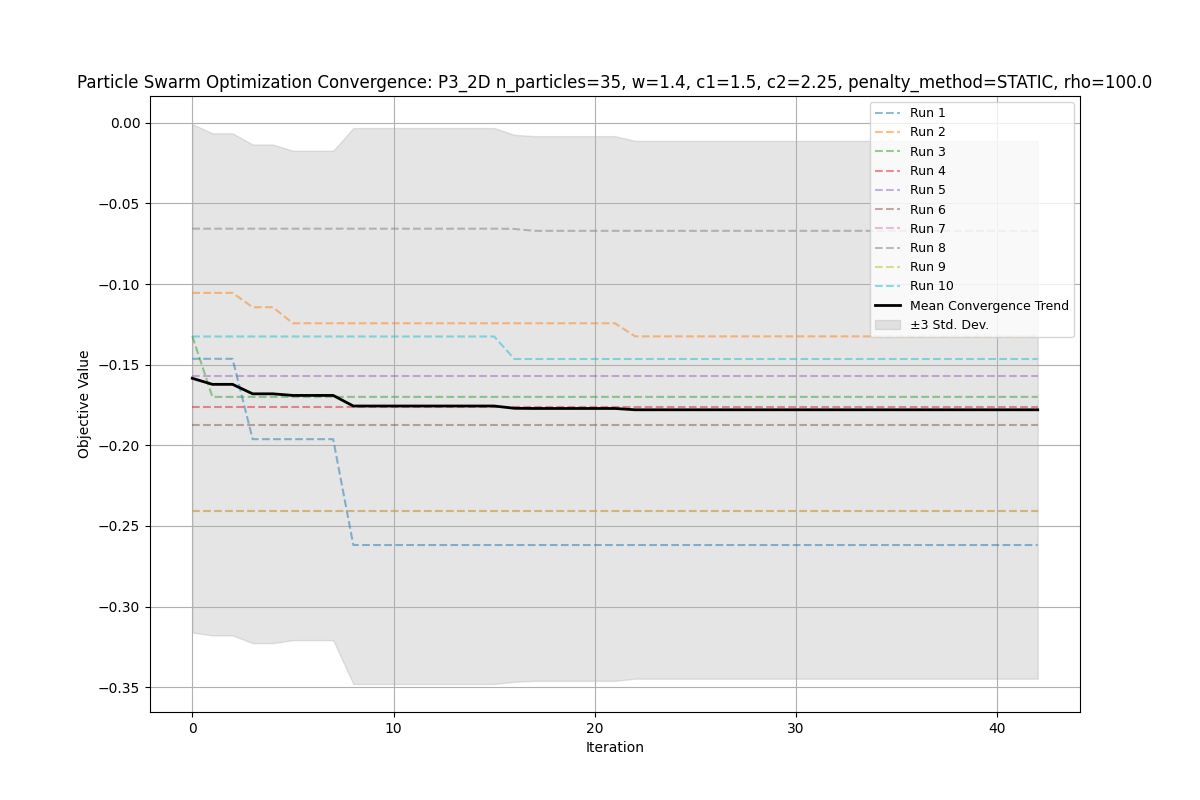 Particle Swarm Optimization Convergence: P3_2D n_particles=35, w=1.4, c1=1.5, c2=2.25, penalty_method=STATIC, rho=100.0
Run 1
Run 2
Run 3
Run 4
Run 5
Run 6
Run 7
Run 8
Run 9
Run 10
Mean Convergence Trend
±3 Std. Dev.
Objective Value
0.00
−0.05
−0.10
−0.15
−0.20
−0.25
−0.30
−0.35
0 10 20 30 40
Iteration